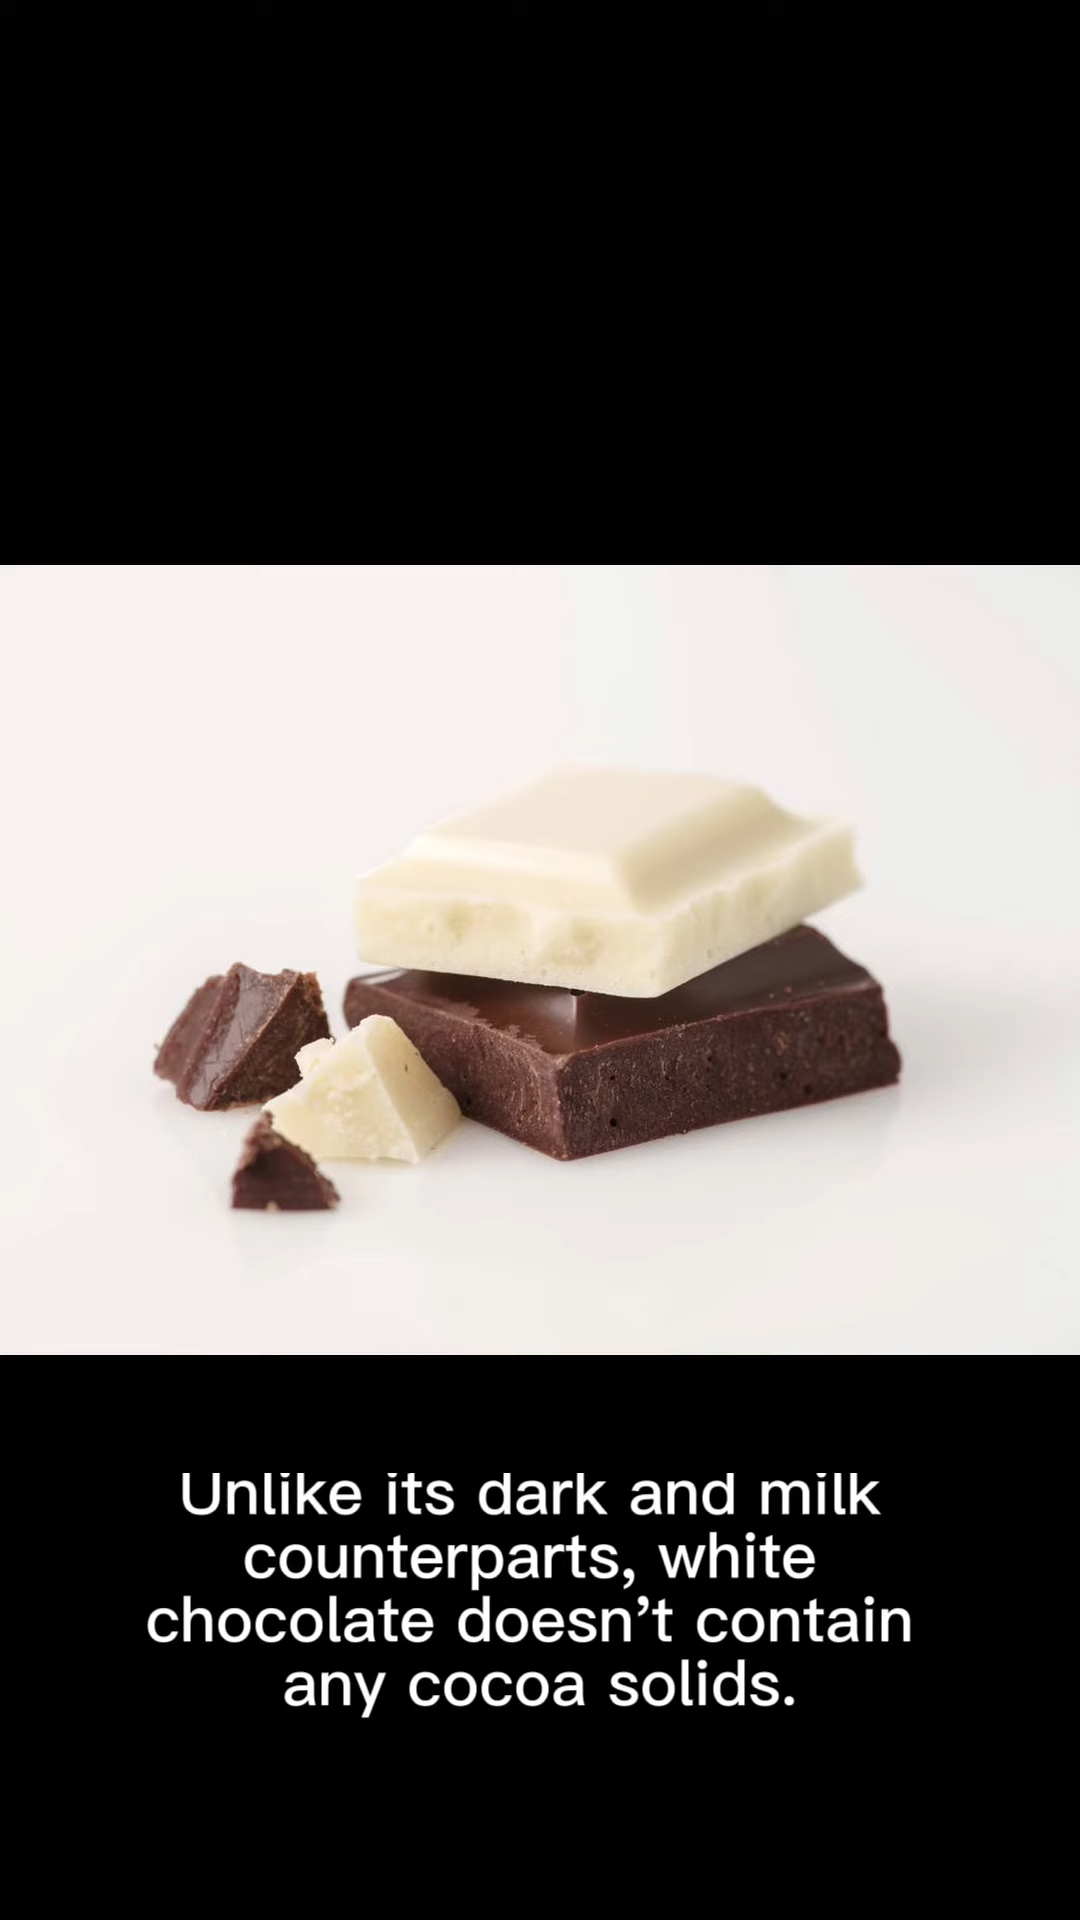 Unlike its dark and milk
counterparts, white
chocolate doesn’t contain
any cocoa solids.